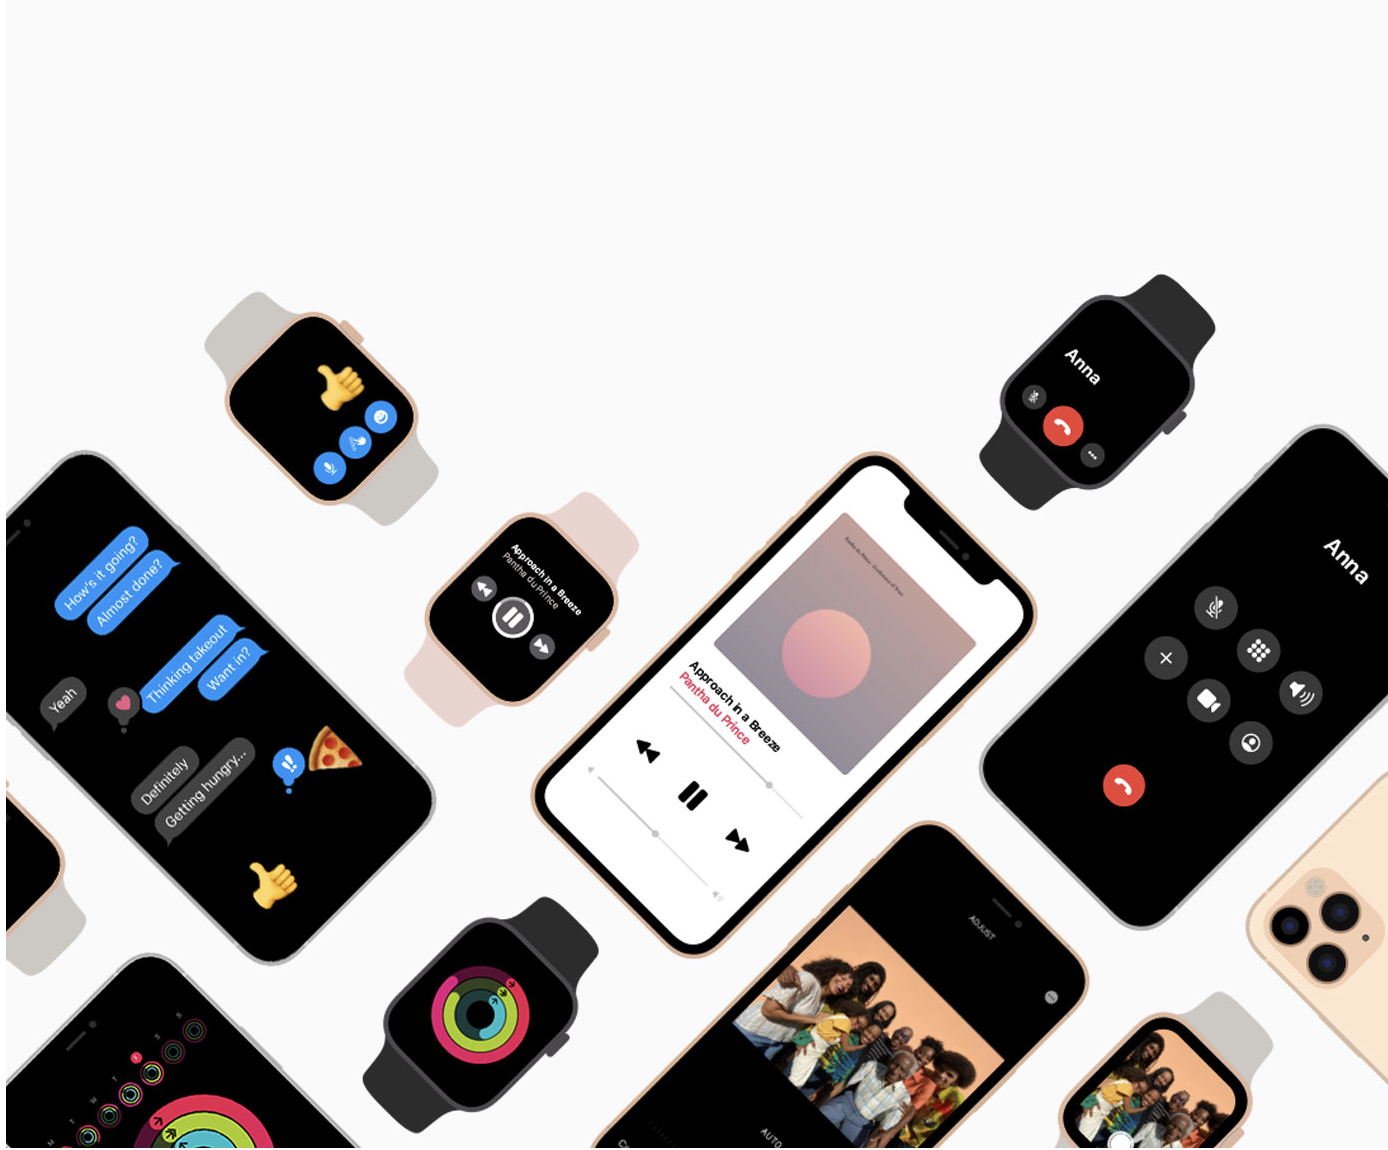 How's it going?
Almost done?
Thinking takeout
Want in?
Yeah
Definitely
Getting hungry...
Approach in a Breeze
Pantha du Prince
Approach in a Breeze
Pantha du Prince
Anna
Anna
ADJUST
AUTO
M
T
W
T
S
S